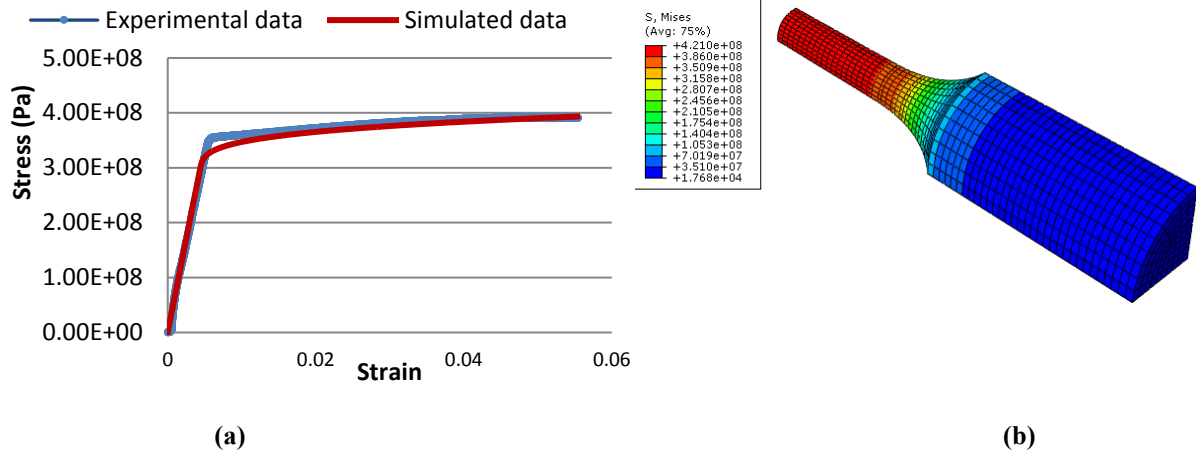 Experimental data
Simulated data
5.00E+08
4.00E+08
3.00E+08
2.00E+08
1.00E+08
0.00E+00
Stress (Pa)
0
0.02
0.04
0.06
Strain
(a)
S, Mises
(Avg: 75%)
+4.210e+08
+3.860e+08
+3.509e+08
+3.158e+08
+2.807e+08
+2.456e+08
+2.105e+08
+1.754e+08
+1.404e+08
+1.053e+08
+7.019e+07
+3.510e+07
+1.768e+04
(b)